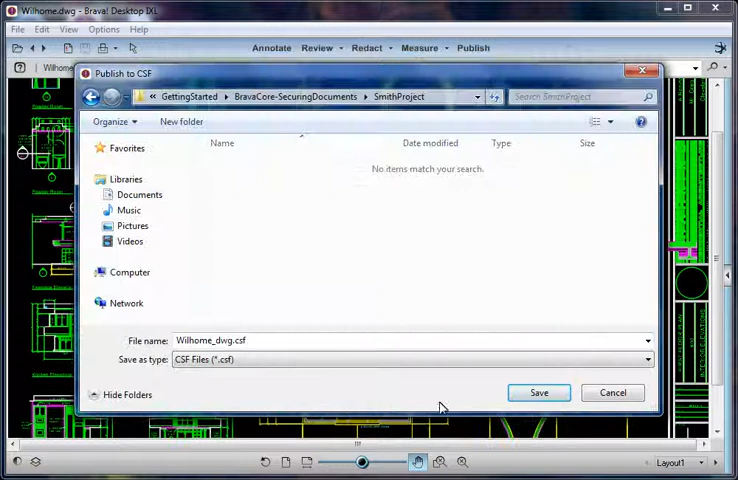 Wilhome.dwg - Brava! Desktop IXL
File Edit View Options Help
Annotate Review Redact Measure Publish
Wilhome
Publish to CSF
« GettingStarted BravaCore-SecuringDocuments SmithProject
Search SmithProject
Organize New folder
Name Date modified Type Size
No items match your search.
Favorites
Libraries
Documents
Music
Pictures
Videos
Computer
Network
File name: Wilhome_dwg.csf
Save as type: CSF Files (*.csf)
Hide Folders
Save Cancel
Layout1